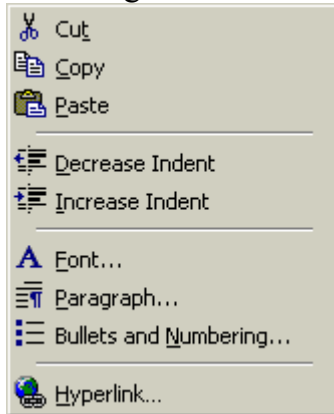 Cut
Copy
Paste
Decrease Indent
Increase Indent
Font...
Paragraph...
Bullets and Numbering...
Hyperlink...